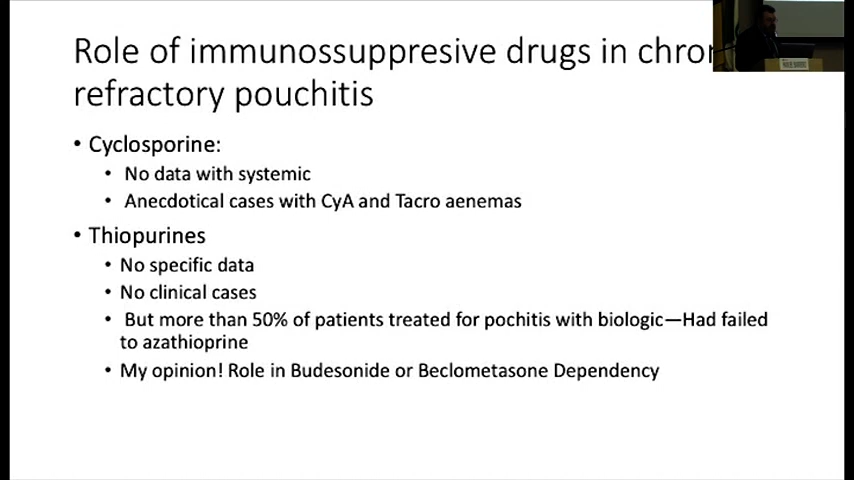 Role of immunossuppresive drugs in chron
refractory pouchitis
• Cyclosporine:
• No data with systemic
• Anecdotical cases with CyA and Tacro aenemas
• Thiopurines
• No specific data
• No clinical cases
• But more than 50% of patients treated for pochitis with biologic—Had failed
to azathioprine
• My opinion! Role in Budesonide or Beclometasone Dependency